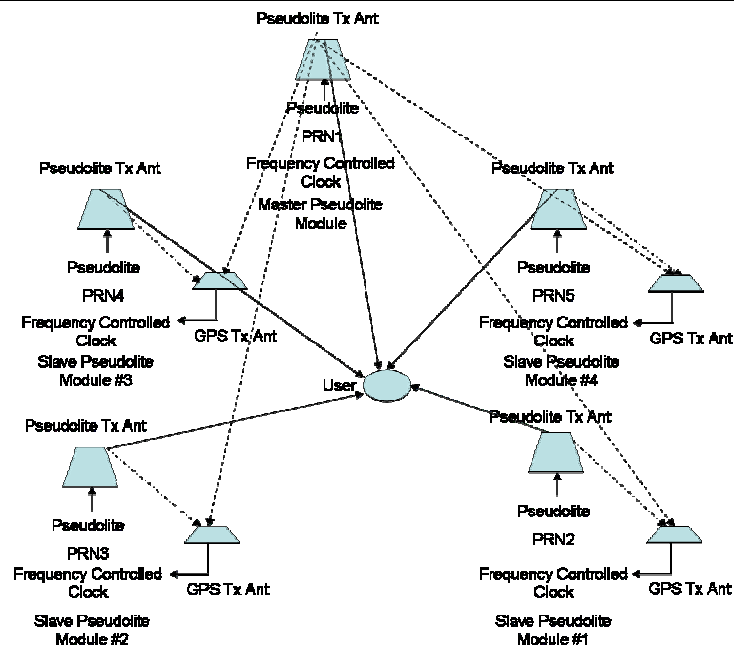 Pseudolite Tx Ant
Pseudolite
PRN1
Frequency Controlled
Clock
Master Pseudolite
Module
Pseudolite Tx Ant
Pseudolite
PRN4
Frequency Controlled
Clock
GPS Tx Ant
Slave Pseudolite
Module #3
Pseudolite Tx Ant
Pseudolite
PRN5
Frequency Controlled
Clock
GPS Tx Ant
Slave Pseudolite
Module #4
User
Pseudolite Tx Ant
Pseudolite
PRN3
Frequency Controlled
Clock
GPS Tx Ant
Slave Pseudolite
Module #2
Pseudolite Tx Ant
Pseudolite
PRN2
Frequency Controlled
Clock
GPS Tx Ant
Slave Pseudolite
Module #1